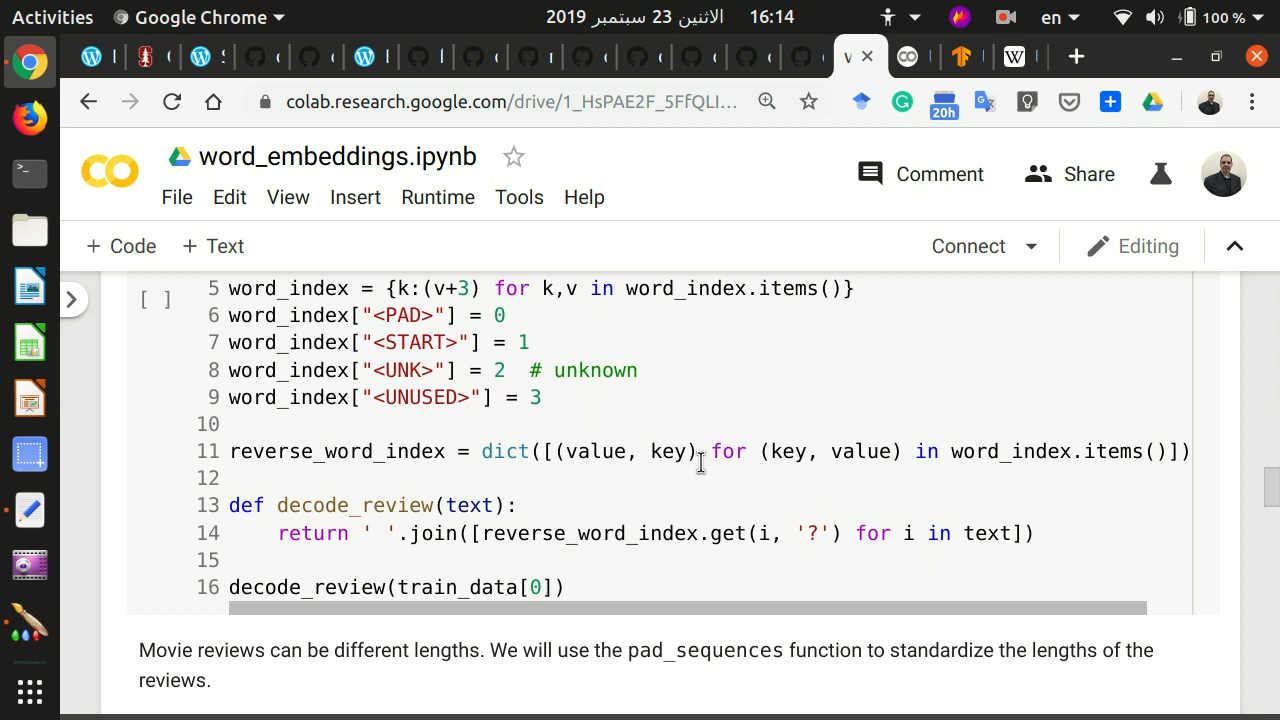 Activities Google Chrome 2019 الاثنين 23 سبتمبر 16:14 en 100 %
colab.research.google.com/drive/1_HsPAE2F_5FfQLI... 20h
word_embeddings.ipynb
Comment Share
File Edit View Insert Runtime Tools Help
+ Code + Text Connect Editing
[ ] 5 word_index = {k:(v+3) for k,v in word_index.items()}
6 word_index["<PAD>"] = 0
7 word_index["<START>"] = 1
8 word_index["<UNK>"] = 2 # unknown
9 word_index["<UNUSED>"] = 3
10
11 reverse_word_index = dict([(value, key) for (key, value) in word_index.items()])
12
13 def decode_review(text):
14 return ' '.join([reverse_word_index.get(i, '?') for i in text])
15
16 decode_review(train_data[0])
Movie reviews can be different lengths. We will use the pad_sequences function to standardize the lengths of the
reviews.